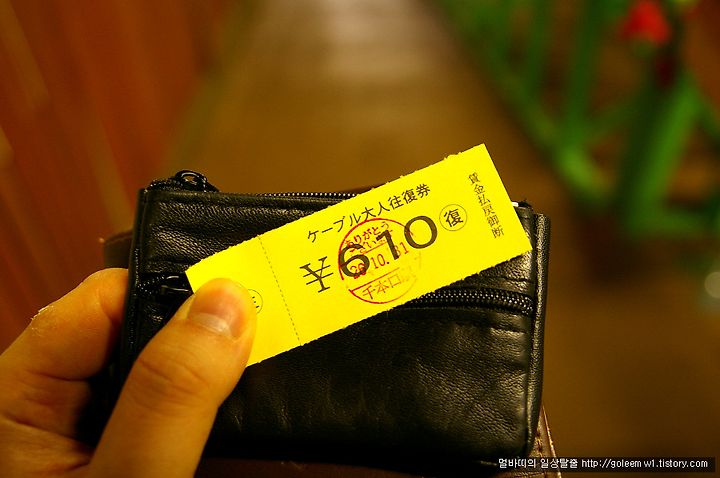 ケーブル大人往復券
¥610
復
賃金払戻御断
ありがとう
千本口
멀바띠의 일상탈출 http://goleem w1.tistory.com